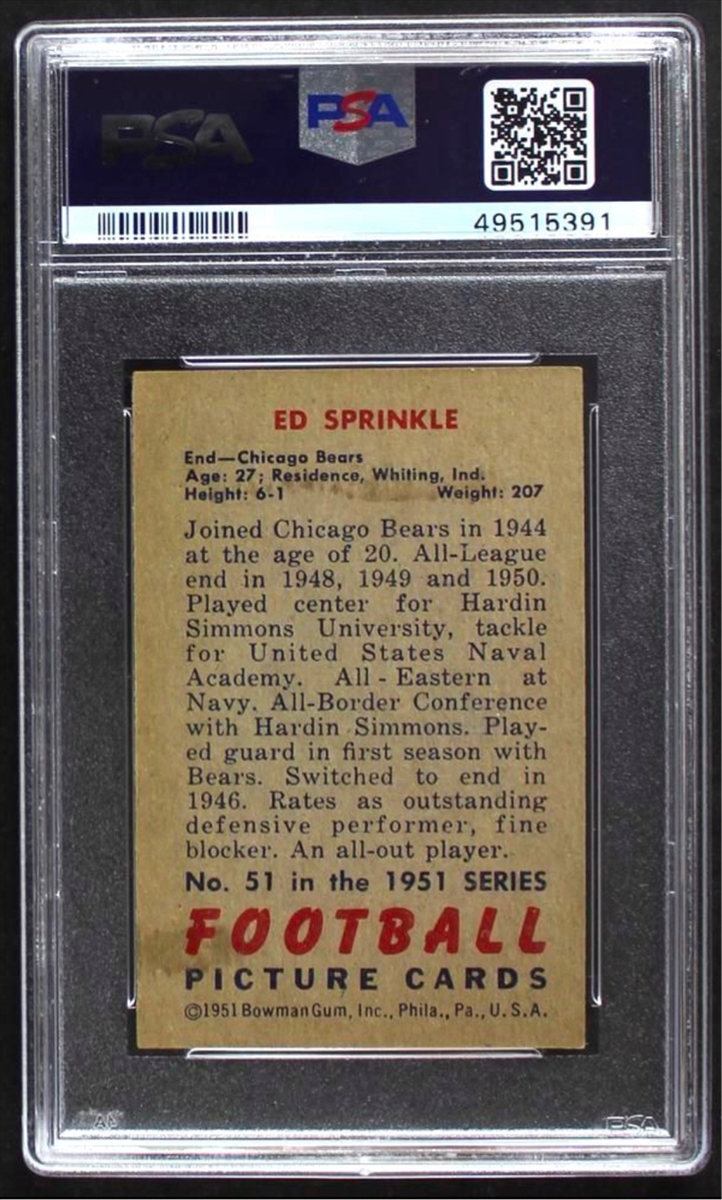 PSA
PSA
49515391
ED SPRINKLE
End—Chicago Bears
Age: 27; Residence, Whiting, Ind.
Height: 6-1 Weight: 207
Joined Chicago Bears in 1944
at the age of 20. All-League
end in 1948, 1949 and 1950.
Played center for Hardin
Simmons University, tackle
for United States Naval
Academy. All-Eastern at
Navy. All-Border Conference
with Hardin Simmons. Play-
ed guard in first season with
Bears. Switched to end in
1946. Rates as outstanding
defensive performer, fine
blocker. An all-out player.
No. 51 in the 1951 SERIES
FOOTBALL
PICTURE CARDS
©1951 Bowman Gum, Inc., Phila., Pa., U.S.A.
PSA